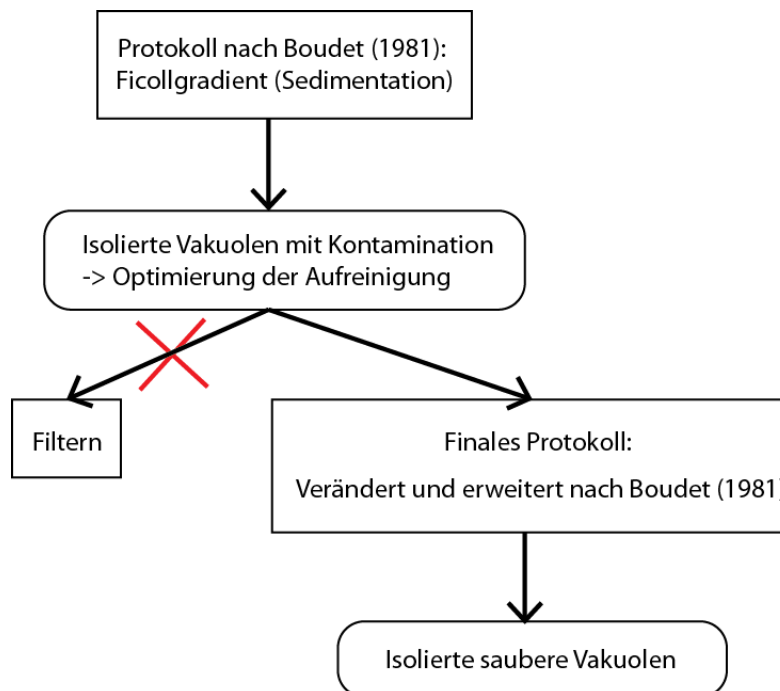 Protokoll nach Boudet (1981):
Ficollgradient (Sedimentation)
Isolierte Vakuolen mit Kontamination
-> Optimierung der Aufreinigung
Filtern
Finales Protokoll:
Verändert und erweitert nach Boudet (1981)
Isolierte saubere Vakuolen